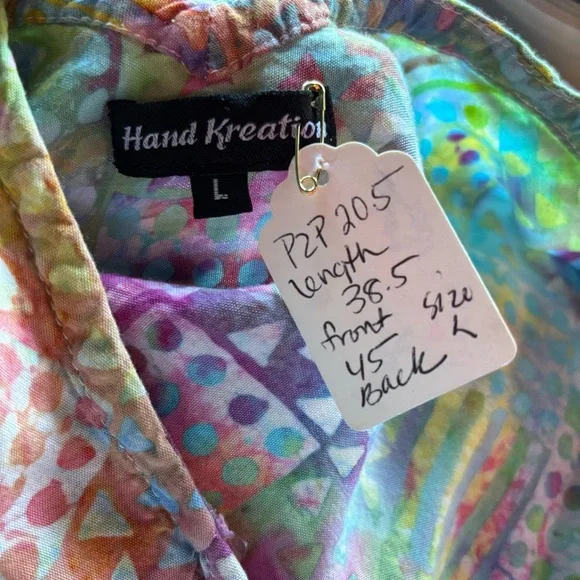 Hand Kreation
L
P2P 20.5
length
38.5
front size
45 L
Back